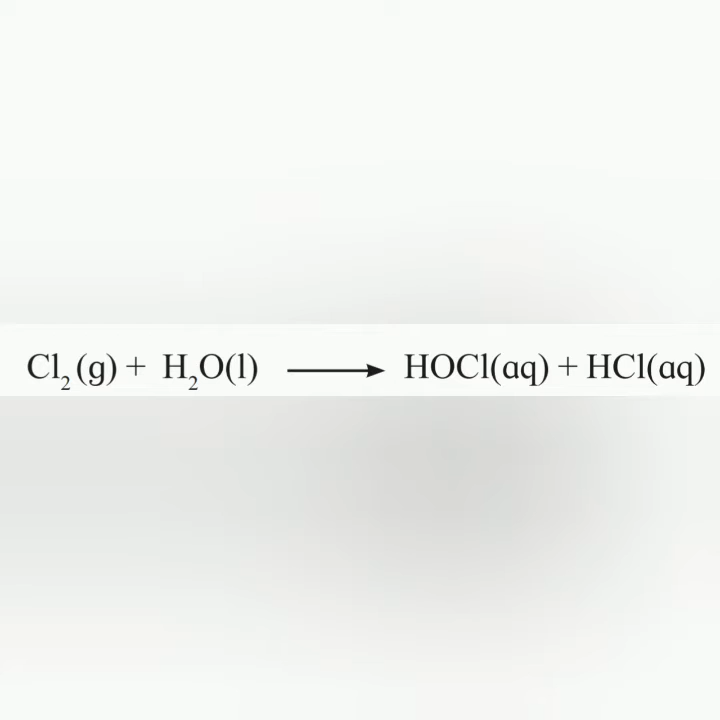 Cl₂(g) + H₂O(l) ⟶ HOCl(aq) + HCl(aq)